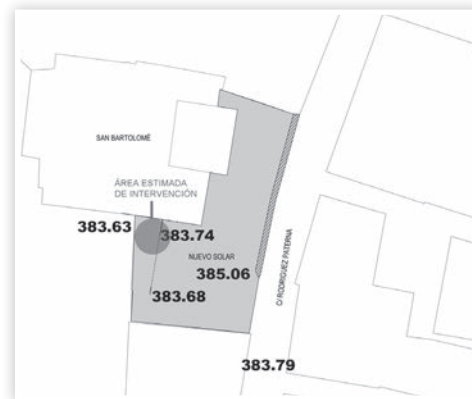 SAN BARTOLOMÉ
ÁREA ESTIMADA
DE INTERVENCIÓN
383.63
383.74
NUEVO SOLAR
385.06
383.68
C/ RODRIGUEZ PATERNA
383.79